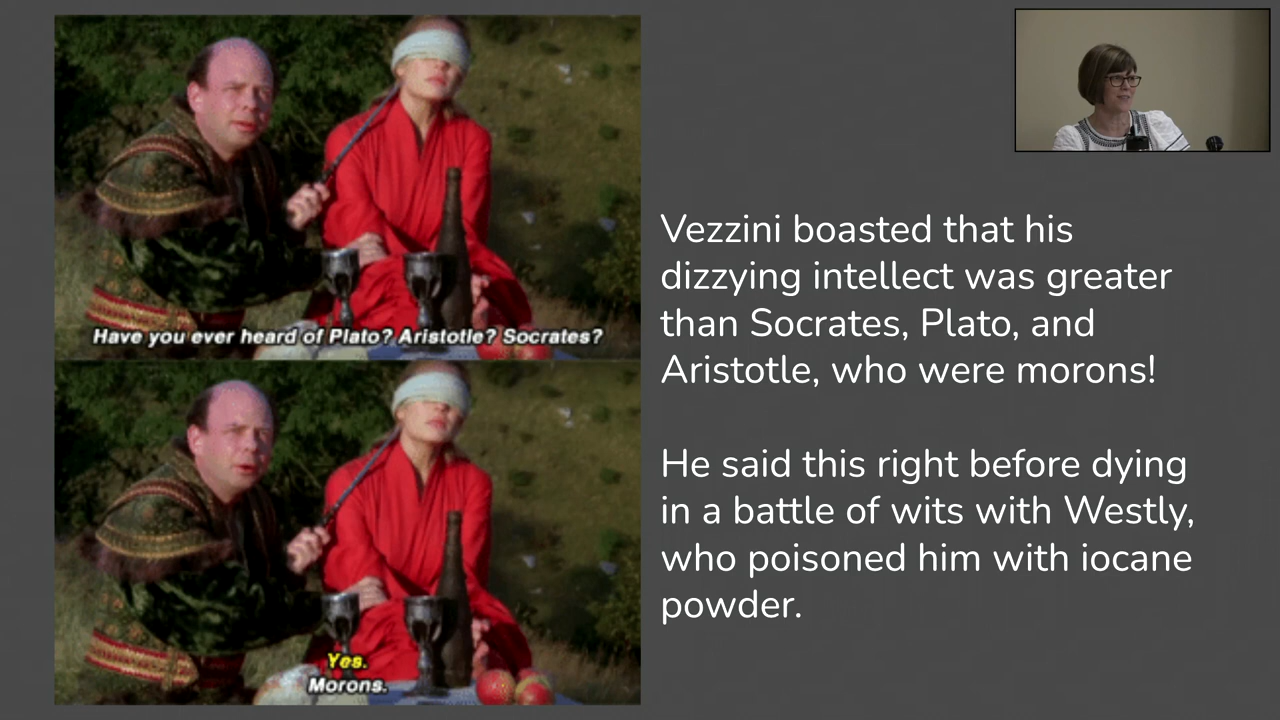 Have you ever heard of Plato? Aristotle? Socrates?
Yes.
Morons.
Vezzini boasted that his
dizzying intellect was greater
than Socrates, Plato, and
Aristotle, who were morons!
He said this right before dying
in a battle of wits with Westly,
who poisoned him with iocane
powder.